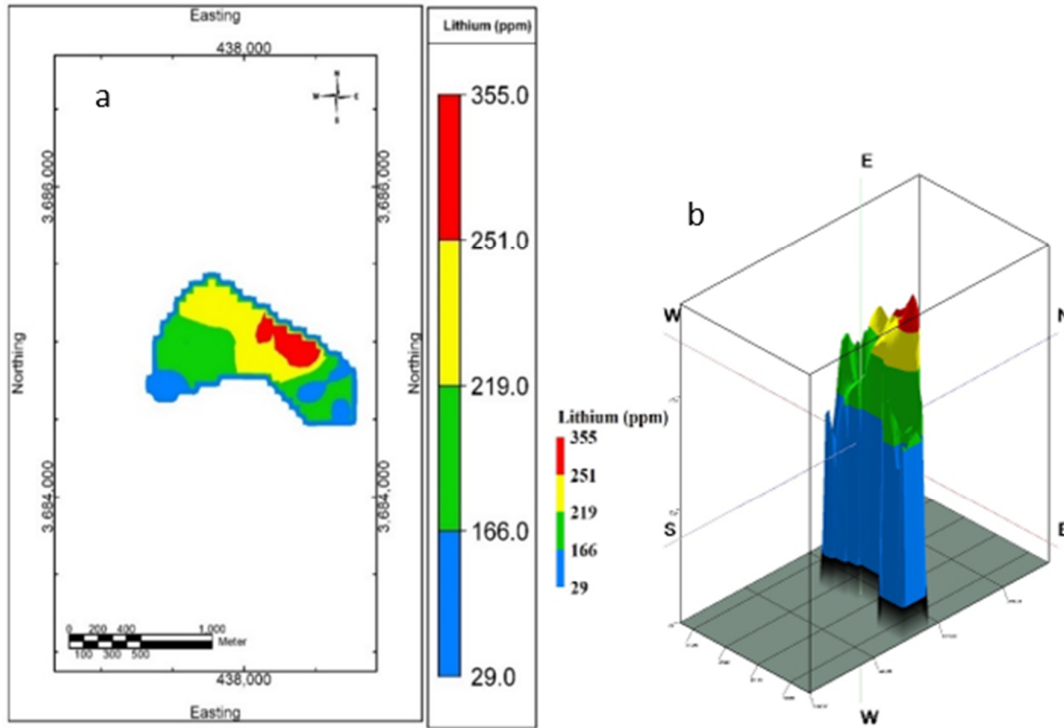 Easting
438,000
a
N
W
E
S
3,686,000
3,686,000
Northing
Northing
3,684,000
3,684,000
0 200 400 1,000
Meter
100 300 500
438,000
Easting
Lithium (ppm)
355.0
251.0
219.0
166.0
29.0
b
E
W
N
S
E
W
Lithium (ppm)
355
251
219
166
29